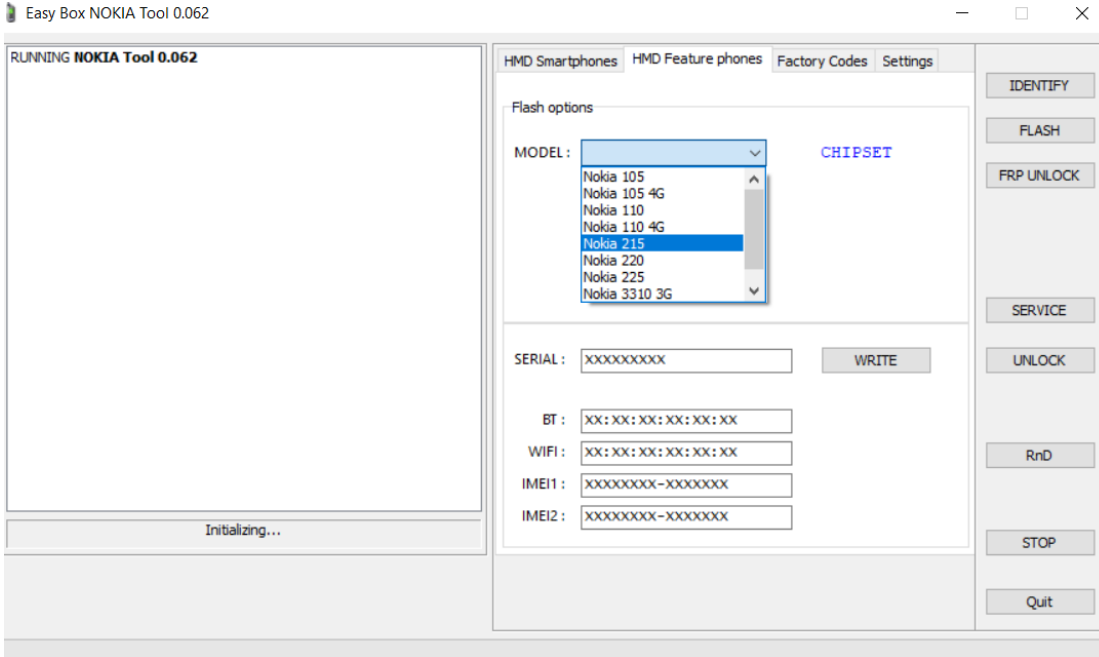 Easy Box NOKIA Tool 0.062
RUNNING NOKIA Tool 0.062
Initializing...
HMD Smartphones HMD Feature phones Factory Codes Settings
Flash options
MODEL : CHIPSET
Nokia 105
Nokia 105 4G
Nokia 110
Nokia 110 4G
Nokia 215
Nokia 220
Nokia 225
Nokia 3310 3G
SERIAL : XXXXXXXXX WRITE
BT : XX:XX:XX:XX:XX:XX
WIFI : XX:XX:XX:XX:XX:XX
IMEI1 : XXXXXXXX-XXXXXXX
IMEI2 : XXXXXXXX-XXXXXXX
IDENTIFY
FLASH
FRP UNLOCK
SERVICE
UNLOCK
RnD
STOP
Quit